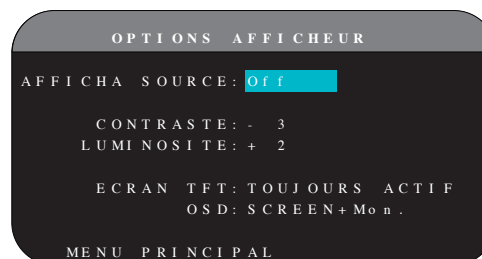 OPTIONS AFFICHEUR
AFFICHA SOURCE: Off
CONTRASTE: - 3
LUMINOSITE: + 2
ECRAN TFT: TOUJOURS ACTIF
OSD: SCREEN+Mon.
MENU PRINCIPAL